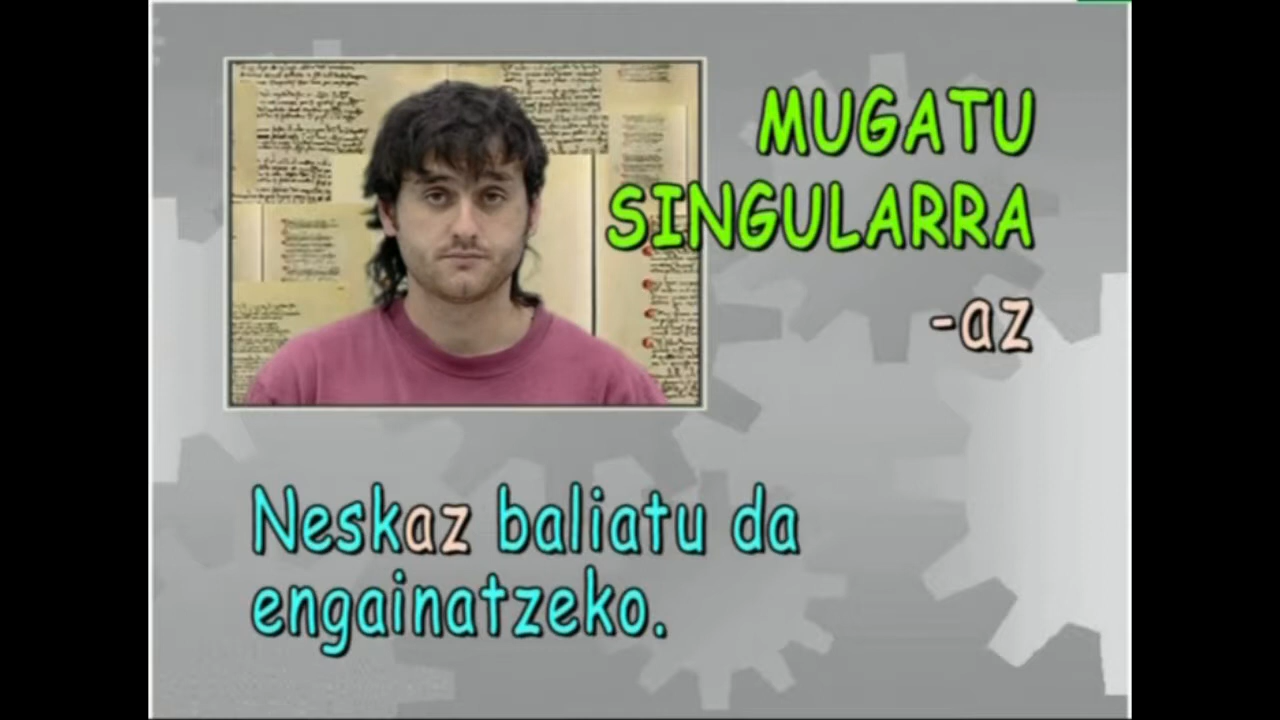 MUGATU
SINGULARRA
-az
Neskaz baliatu da
engainatzeko.